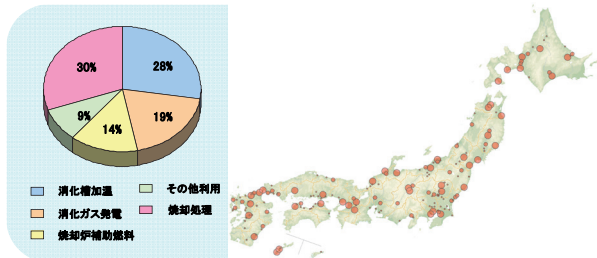 30%
28%
9%
19%
14%
消化槽加温
その他利用
消化ガス発電
焼却処理
焼却炉補助燃料